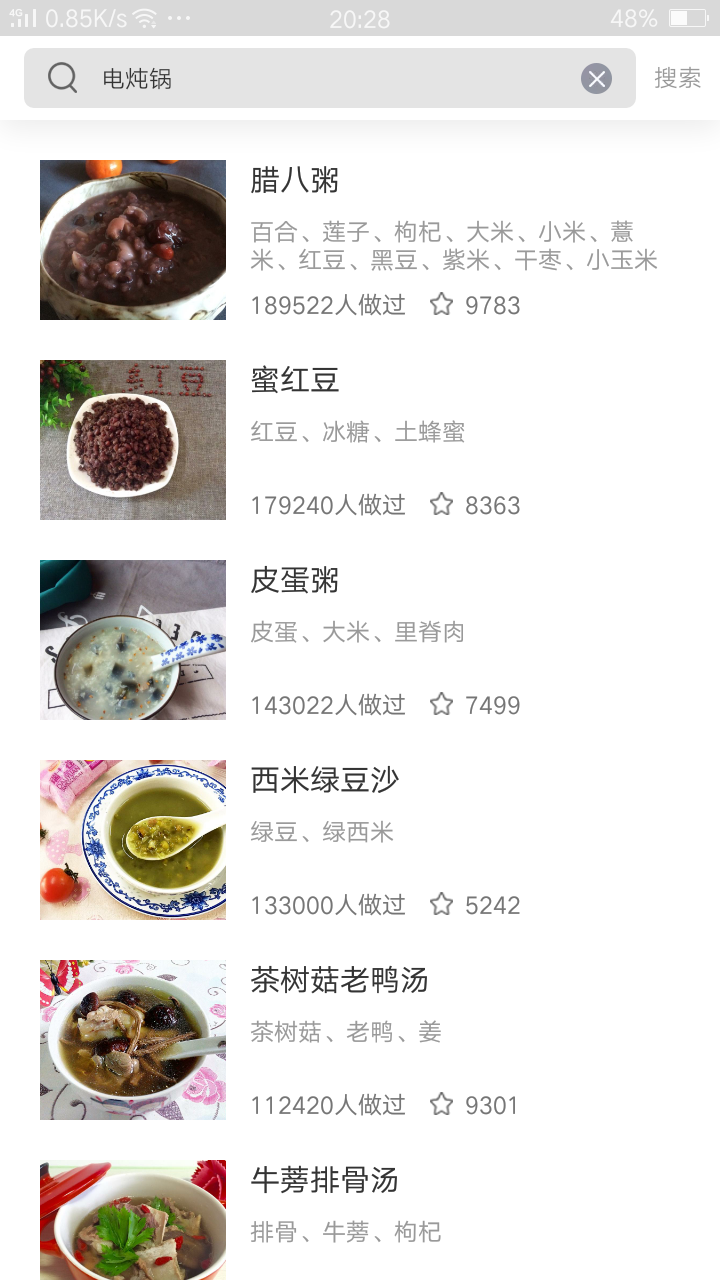 4G 0.85K/s ··· 20:28 48%
电炖锅 搜索
腊八粥
百合、莲子、枸杞、大米、小米、薏
米、红豆、黑豆、紫米、干枣、小玉米
189522人做过 9783
红豆
蜜红豆
红豆、冰糖、土蜂蜜
179240人做过 8363
皮蛋粥
皮蛋、大米、里脊肉
143022人做过 7499
西米绿豆沙
绿豆、绿西米
133000人做过 5242
茶树菇老鸭汤
茶树菇、老鸭、姜
112420人做过 9301
牛蒡排骨汤
排骨、牛蒡、枸杞